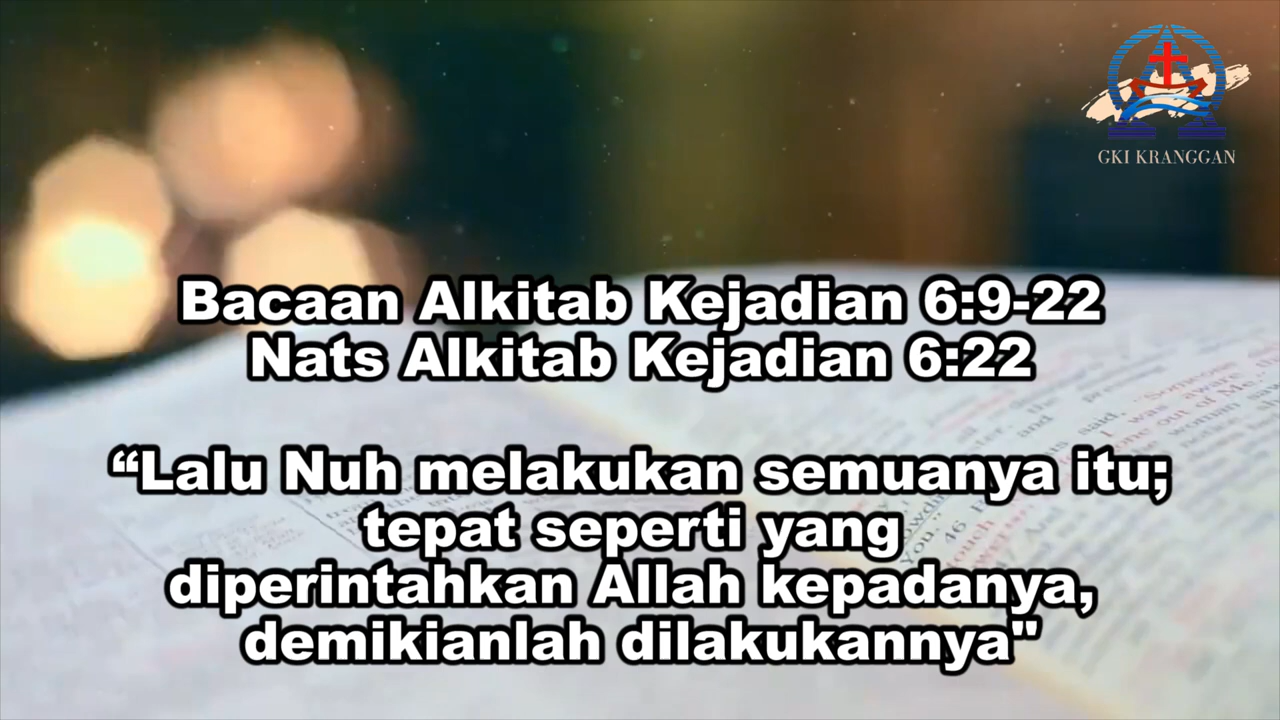 GKI KRANGGAN
Bacaan Alkitab Kejadian 6:9-22
Nats Alkitab Kejadian 6:22
“Lalu Nuh melakukan semuanya itu;
tepat seperti yang
diperintahkan Allah kepadanya,
demikianlah dilakukannya"